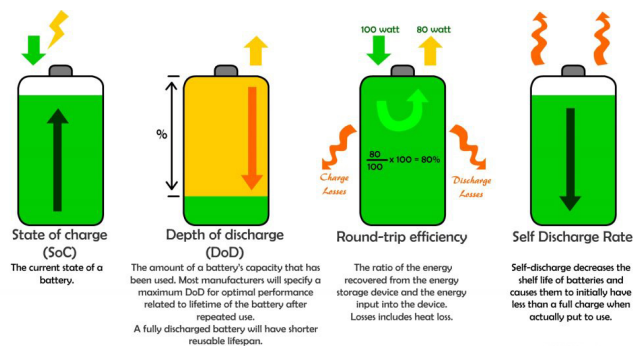 100 watt
80 watt
%
80
100
x 100 = 80%
Charge
Losses
Discharge
Losses
State of charge
(SoC)
The current state of a
battery.
Depth of discharge
(DoD)
The amount of a battery's capacity that has
been used. Most manufacturers will specify a
maximum DoD for optimal performance
related to lifetime of the battery after
repeated use.
A fully discharged battery will have shorter
reusable lifespan.
Round-trip efficiency
The ratio of the energy
recovered from the energy
storage device and the energy
input into the device.
Losses includes heat loss.
Self Discharge Rate
Self-discharge decreases the
shelf life of batteries and
causes them to initially have
less than a full charge when
actually put to use.